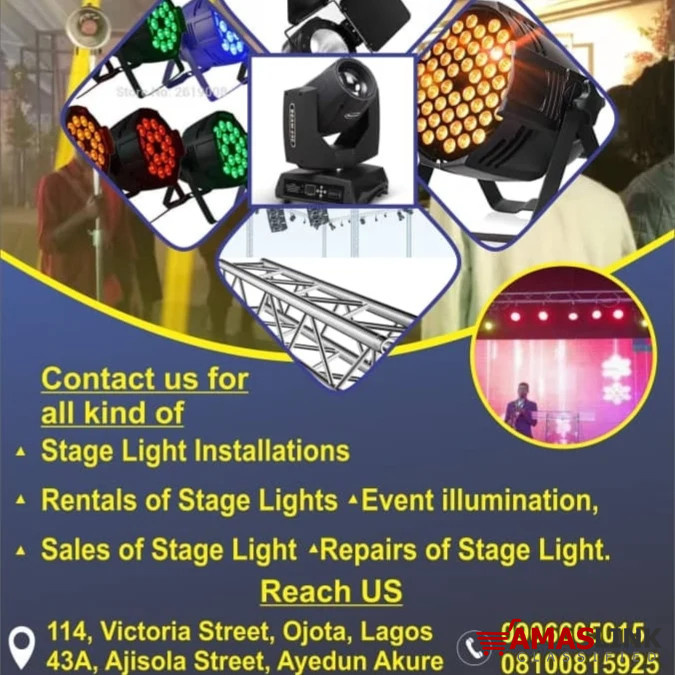 Contact us for
all kind of
▲ Stage Light Installations
▲ Rentals of Stage Lights ▲Event illumination,
▲ Sales of Stage Light ▲Repairs of Stage Light.
Reach US
114, Victoria Street, Ojota, Lagos
43A, Ajisola Street, Ayedun Akure
AMAS
08100815925